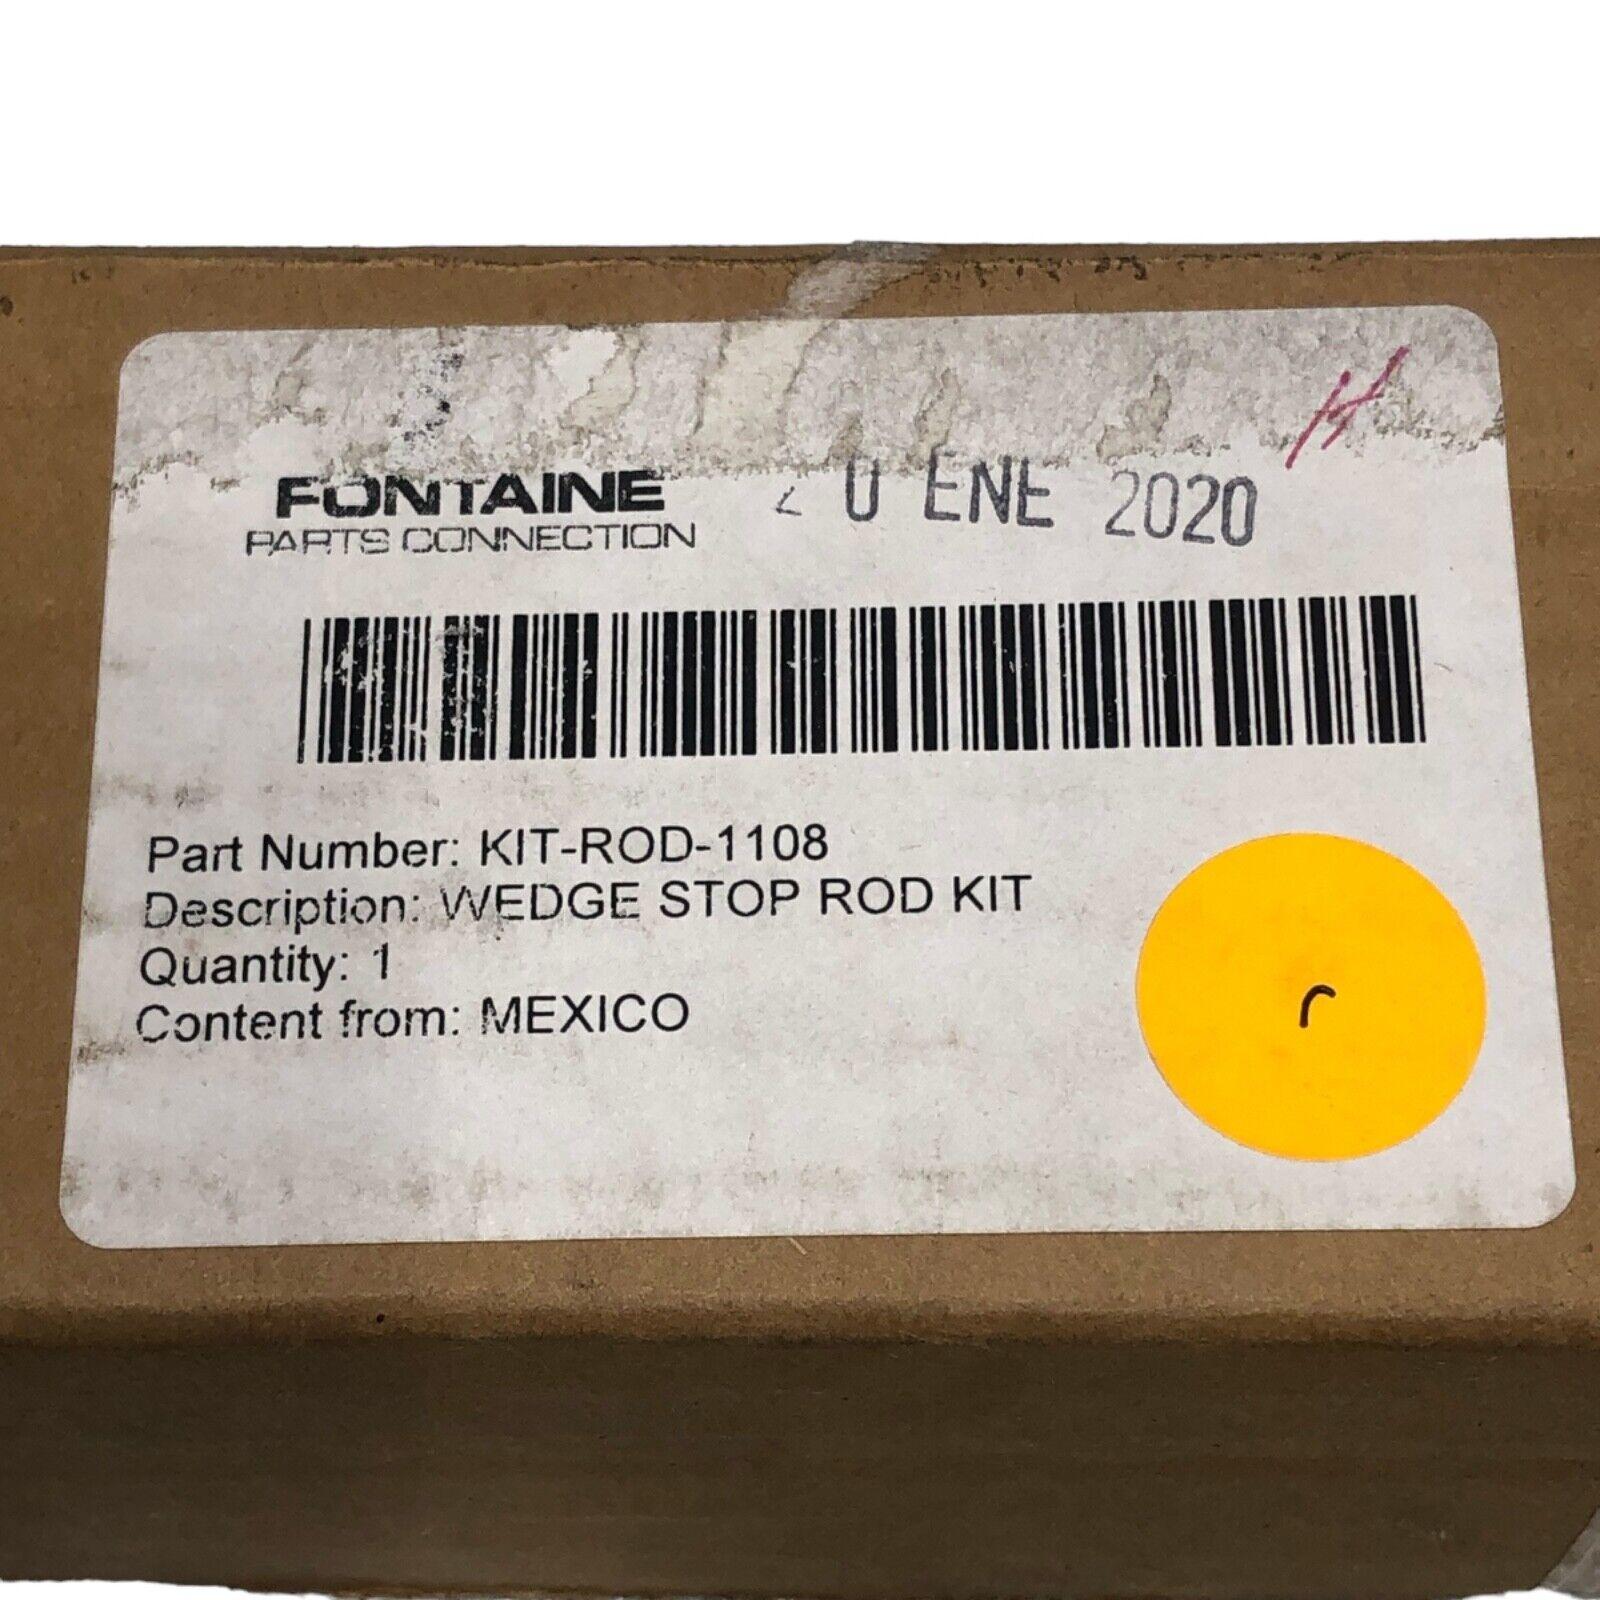 FONTAINE
PARTS CONNECTION
20 ENE 2020
Part Number: KIT-ROD-1108
Description: WEDGE STOP ROD KIT
Quantity: 1
Content from: MEXICO